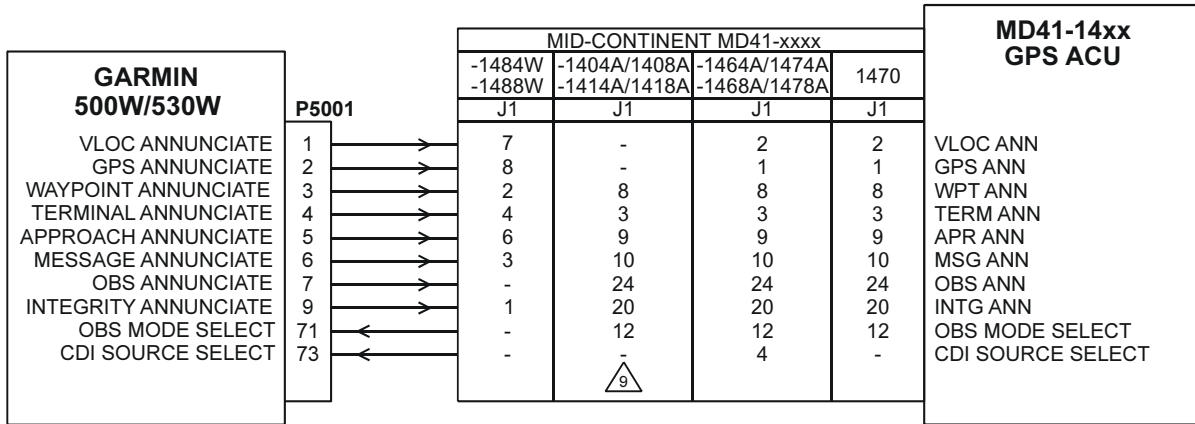 MD41-14xx
GPS ACU
MID-CONTINENT MD41-xxxx
GARMIN
500W/530W
P5001
-1484W -1404A/1408A -1464A/1474A 1470
-1488W -1414A/1418A -1468A/1478A
J1 J1 J1 J1
VLOC ANNUNCIATE 1 7 - 2 2 VLOC ANN
GPS ANNUNCIATE 2 8 - 1 1 GPS ANN
WAYPOINT ANNUNCIATE 3 2 8 8 8 WPT ANN
TERMINAL ANNUNCIATE 4 4 3 3 3 TERM ANN
APPROACH ANNUNCIATE 5 6 9 9 9 APR ANN
MESSAGE ANNUNCIATE 6 3 10 10 10 MSG ANN
OBS ANNUNCIATE 7 - 24 24 24 OBS ANN
INTEGRITY ANNUNCIATE 9 1 20 20 20 INTG ANN
OBS MODE SELECT 71 - 12 12 12 OBS MODE SELECT
CDI SOURCE SELECT 73 - - 4 - CDI SOURCE SELECT
9